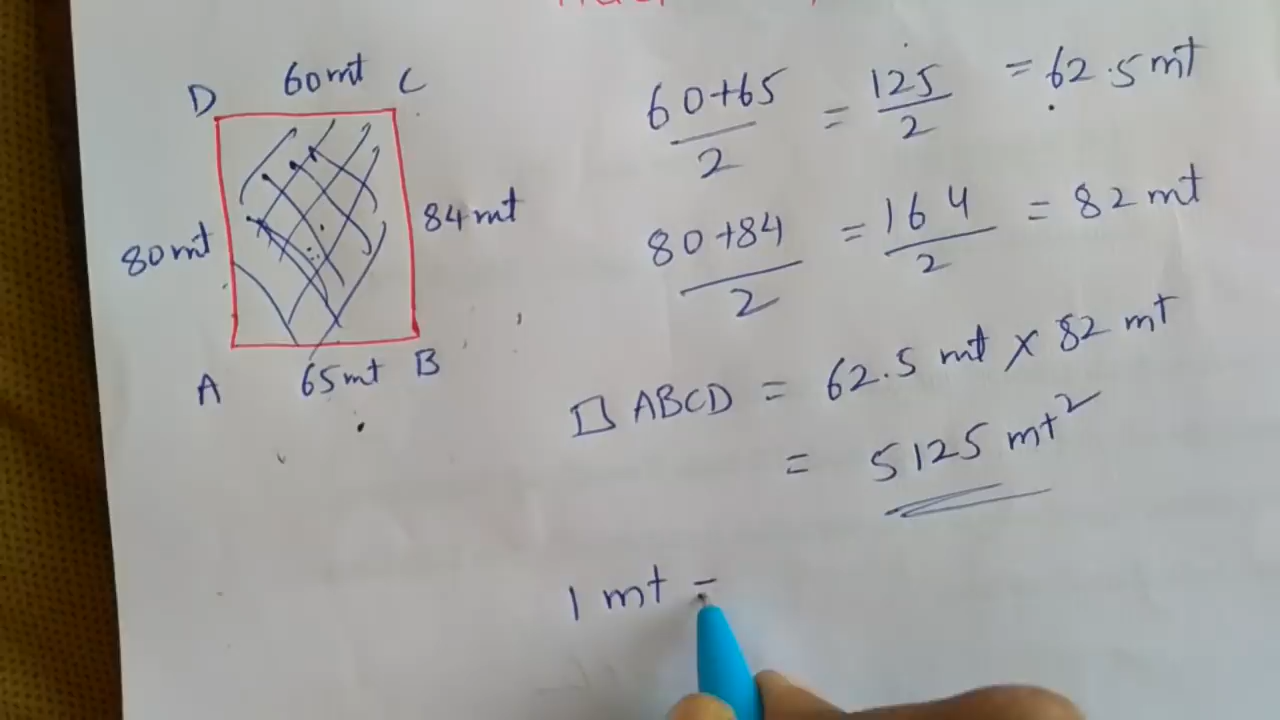 D 60mt C
80mt 84mt
A 65mt B
60+65/2 = 125/2 = 62.5 mt
80+84/2 = 164/2 = 82 mt
□ ABCD = 62.5 mt × 82 mt
= 5125 mt²
1 mt =